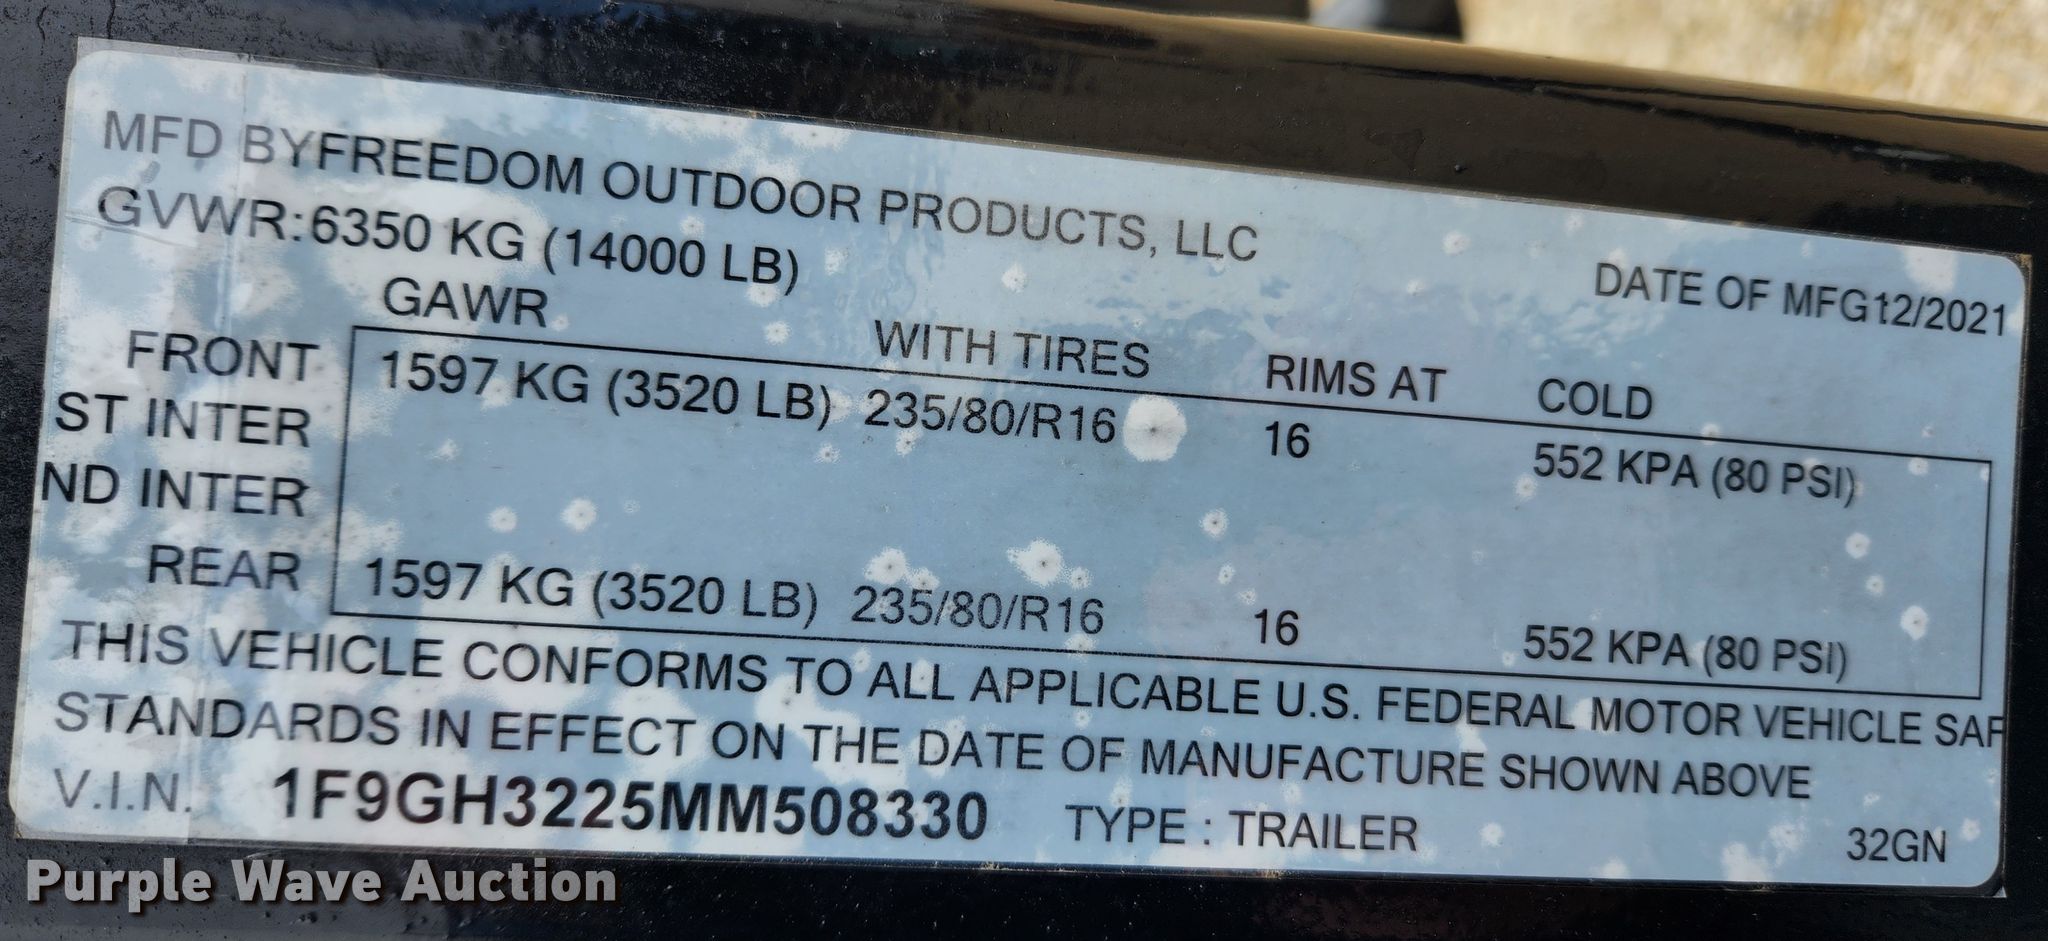 MFD BYFREEDOM OUTDOOR PRODUCTS, LLC
GVWR:6350 KG (14000 LB)
DATE OF MFG12/2021
GAWR WITH TIRES RIMS AT COLD
FRONT 1597 KG (3520 LB) 235/80/R16 16 552 KPA (80 PSI)
ST INTER
ND INTER
REAR 1597 KG (3520 LB) 235/80/R16 16 552 KPA (80 PSI)
THIS VEHICLE CONFORMS TO ALL APPLICABLE U.S. FEDERAL MOTOR VEHICLE SAF
STANDARDS IN EFFECT ON THE DATE OF MANUFACTURE SHOWN ABOVE
V.I.N. 1F9GH3225MM508330 TYPE : TRAILER 32GN
Purple Wave Auction